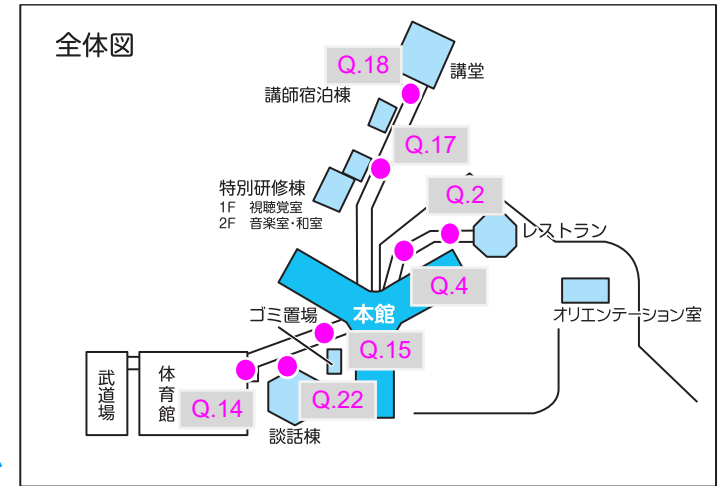 全体図
Q.18
講堂
講師宿泊棟
Q.17
特別研修棟
1F 視聴覚室
2F 音楽室・和室
Q.2
レストラン
Q.4
オリエンテーション室
本館
ゴミ置場
Q.15
武道場
体育館
Q.14
Q.22
談話棟